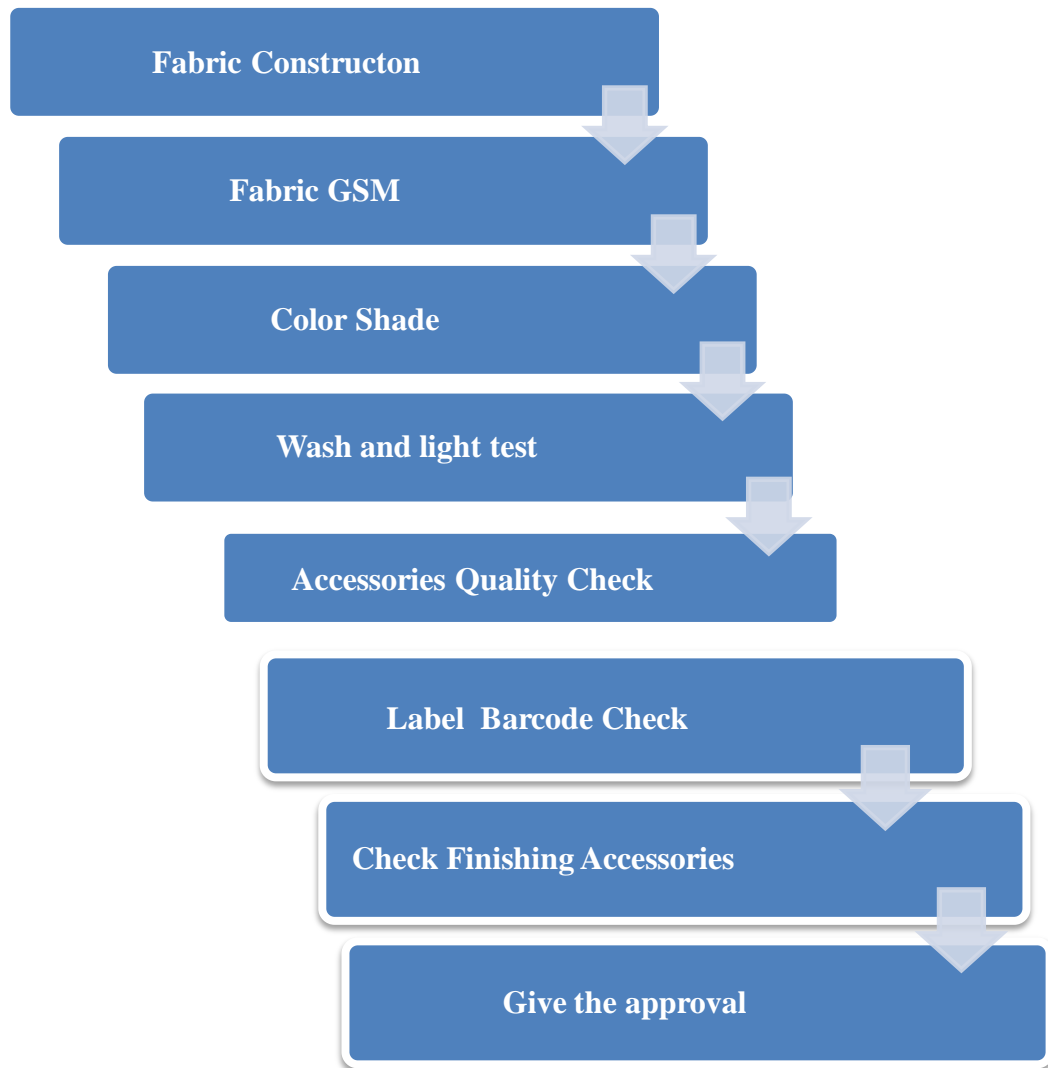 Fabric Constructon
Fabric GSM
Color Shade
Wash and light test
Accessories Quality Check
Label  Barcode Check
Check Finishing Accessories
Give the approval